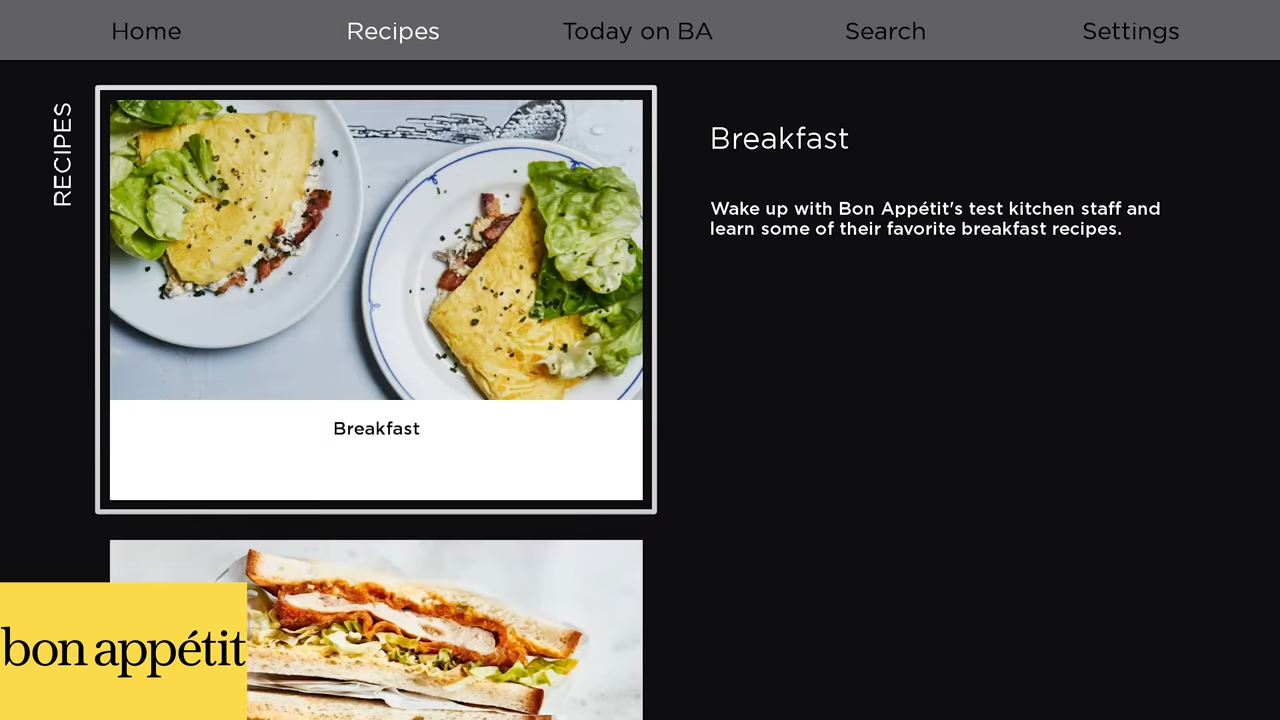 Home
Recipes
Today on BA
Search
Settings
RECIPES
Breakfast
Wake up with Bon Appétit's test kitchen staff and
learn some of their favorite breakfast recipes.
Breakfast
bon appétit